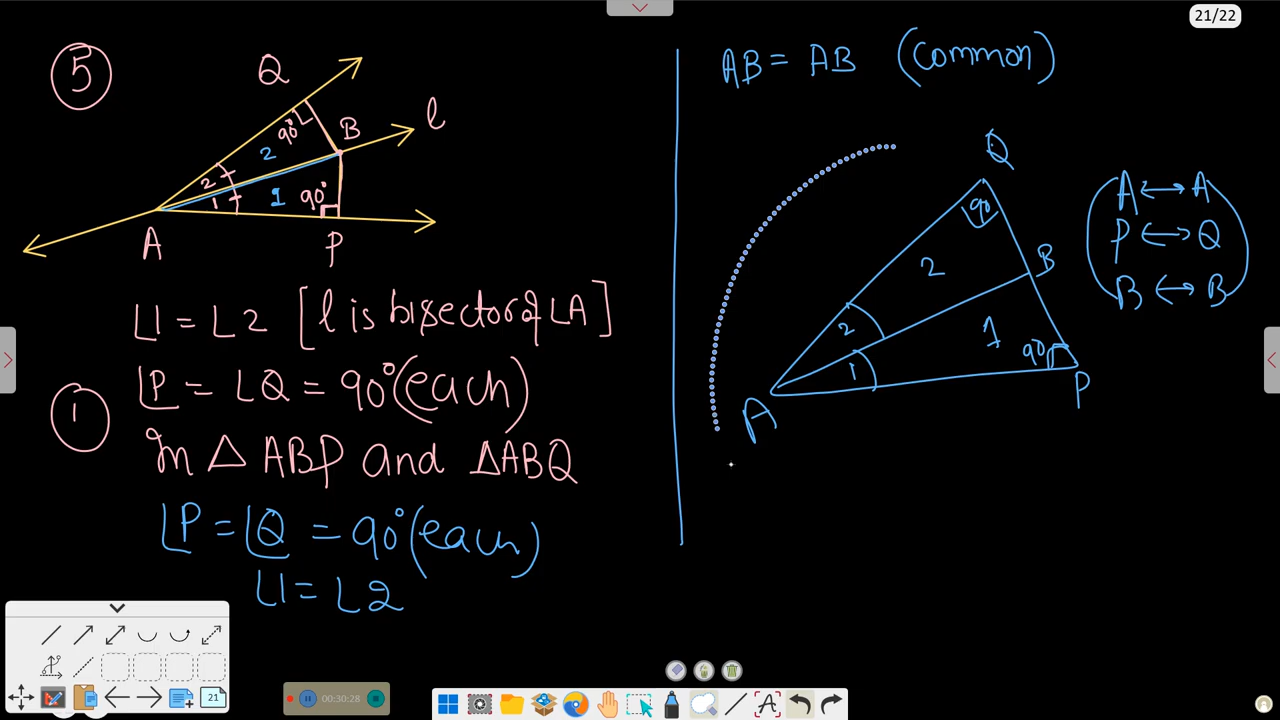 21/22
5
Q
90°
B
l
2
2
1
1
90°
A
P
∟1 = ∟2 [l is bisector of ∟A]
∟P = ∟Q = 90° (each)
1
In △ ABP and △ABQ
∟P = ∟Q = 90° (each)
∟1 = ∟2
AB = AB (Common)
Q
90
B
2
2
1
1
90
A
P
A ↔ A
P ↔ Q
B ↔ B
21
00:30:28